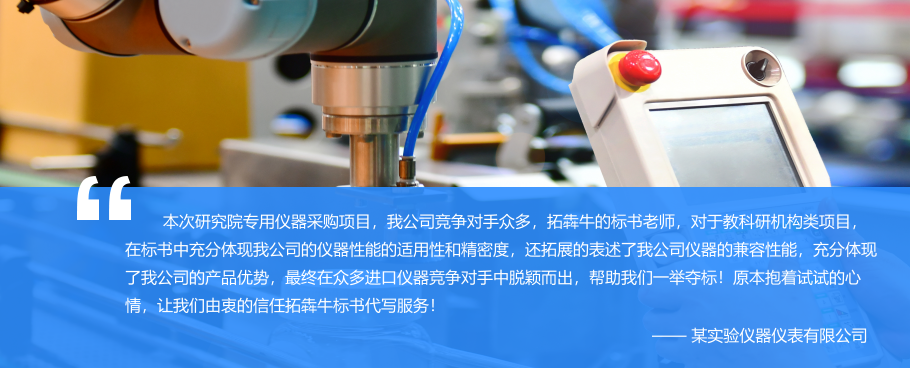 “
本次研究院专用仪器采购项目，我公司竞争对手众多，拓犇牛的标书老师，对于教科研机构类项目，
在标书中充分体现我公司的仪器性能的适用性和精密度，还拓展的表述了我公司仪器的兼容性能，充分体现
了我公司的产品优势，最终在众多进口仪器竞争对手中脱颖而出，帮助我们一举夺标！原本抱着试试的心
情，让我们由衷的信任拓犇牛标书代写服务！
—— 某实验仪器仪表有限公司